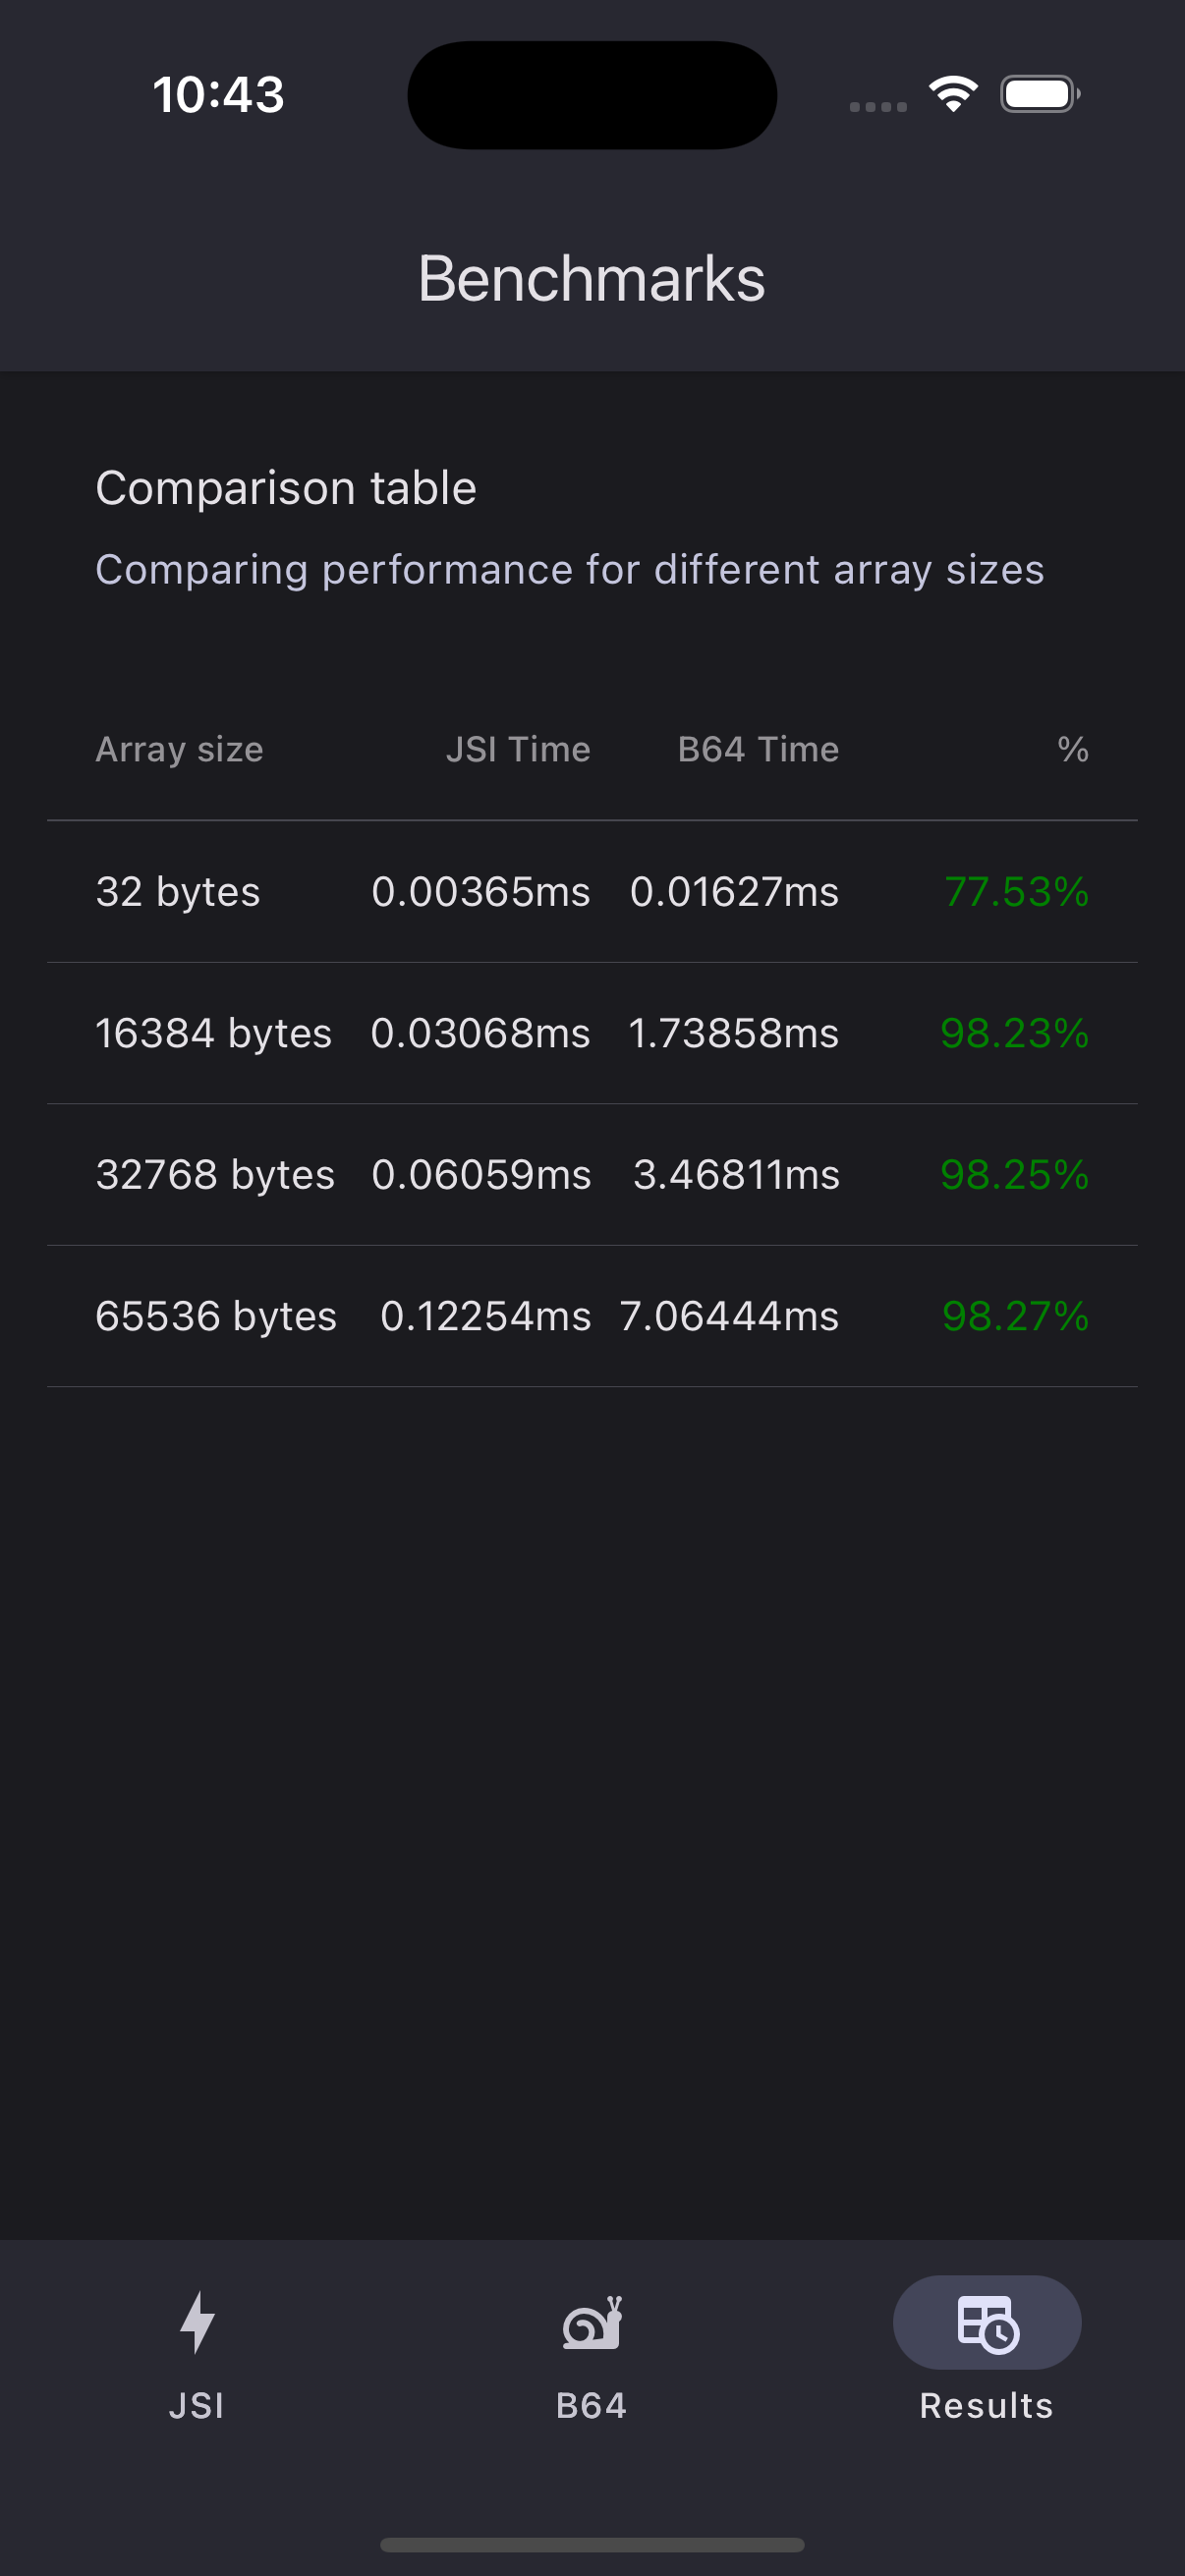 10:43
Benchmarks
Comparison table
Comparing performance for different array sizes
Array size JSI Time B64 Time %
32 bytes 0.00365ms 0.01627ms 77.53%
16384 bytes 0.03068ms 1.73858ms 98.23%
32768 bytes 0.06059ms 3.46811ms 98.25%
65536 bytes 0.12254ms 7.06444ms 98.27%
JSI B64 Results